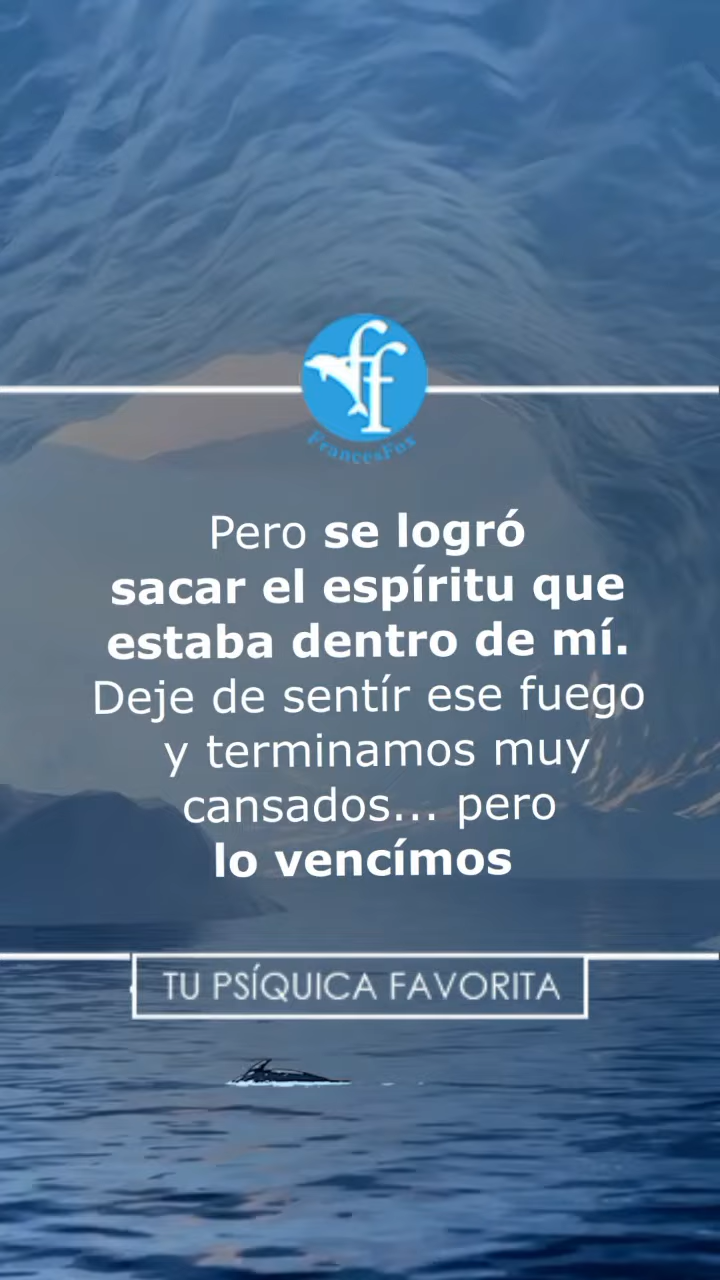 ff
FrancesFox
Pero se logró
sacar el espíritu que
estaba dentro de mí.
Deje de sentír ese fuego
y terminamos muy
cansados... pero
lo vencímos
TU PSÍQUICA FAVORITA